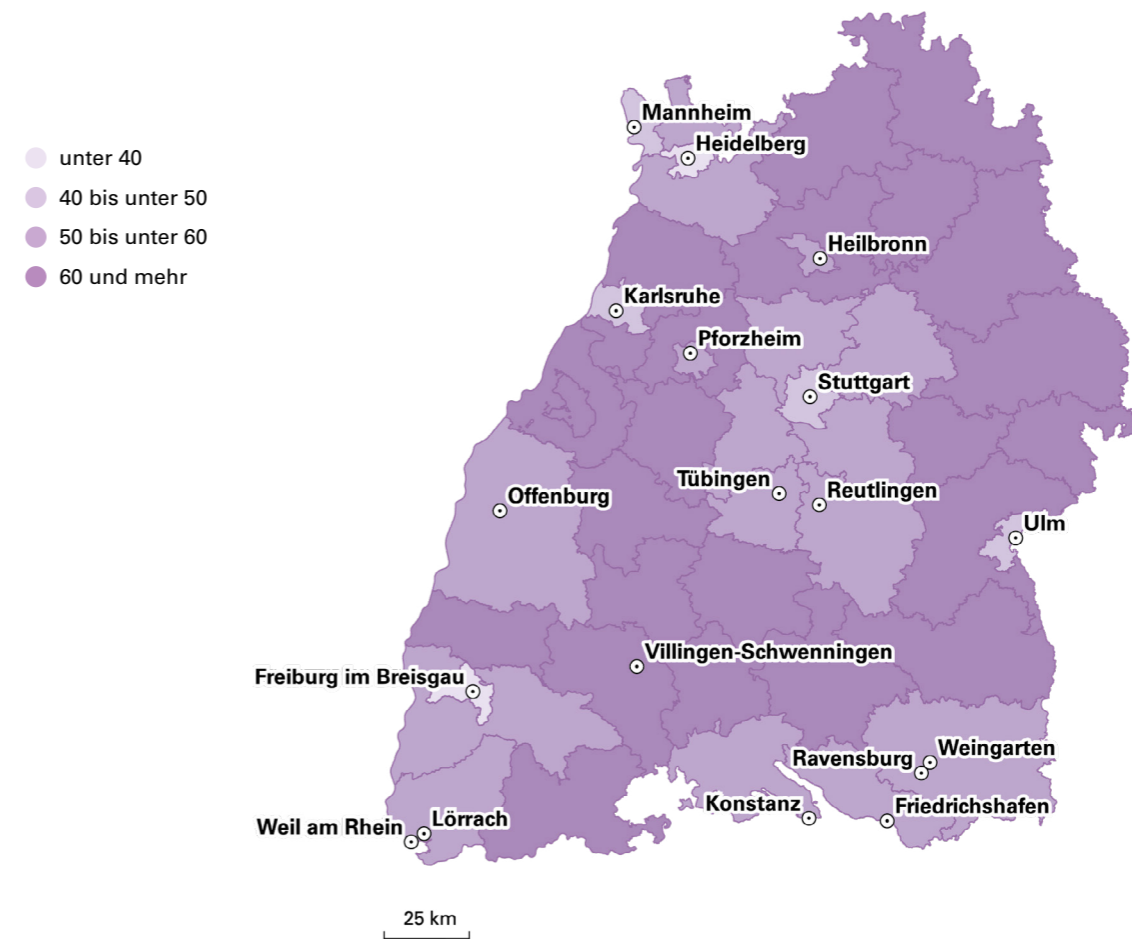 unter 40
40 bis unter 50
50 bis unter 60
60 und mehr
Mannheim
Heidelberg
Heilbronn
Karlsruhe
Pforzheim
Stuttgart
Tübingen
Reutlingen
Offenburg
Ulm
Villingen-Schwenningen
Freiburg im Breisgau
Weingarten
Ravensburg
Konstanz
Friedrichshafen
Lörrach
Weil am Rhein
25 km